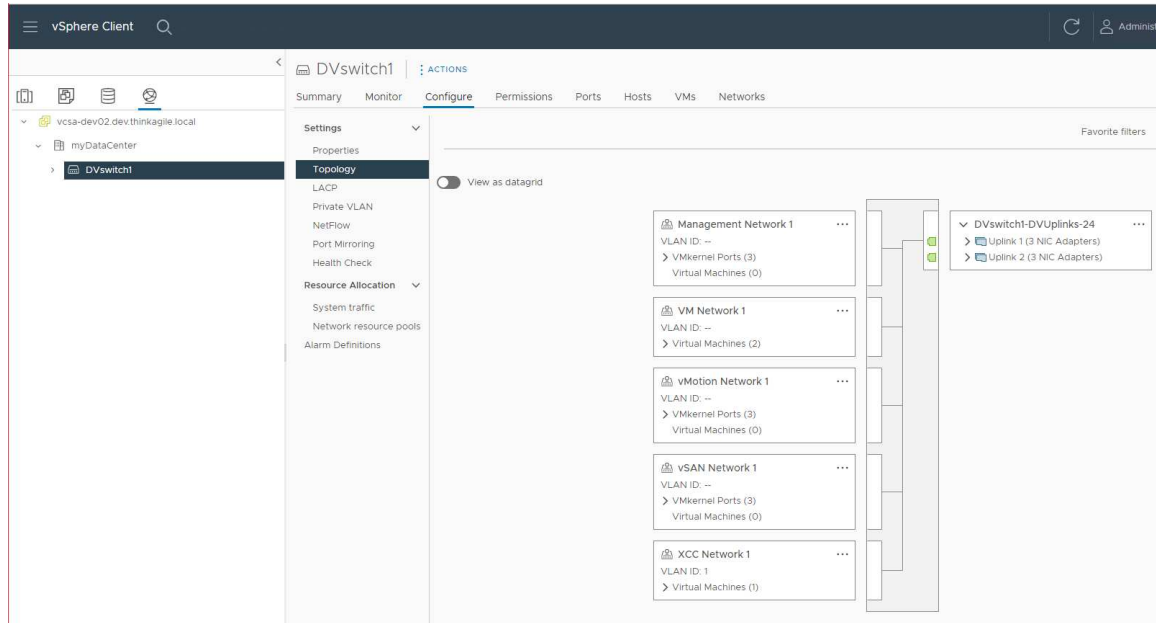 vSphere Client
Adminis
DVswitch1
ACTIONS
Summary Monitor Configure Permissions Ports Hosts VMs Networks
vcsa-dev02.dev.thinkagile.local
myDataCenter
DVswitch1
Settings
Properties
Topology
LACP
Private VLAN
NetFlow
Port Mirroring
Health Check
Resource Allocation
System traffic
Network resource pools
Alarm Definitions
Favorite filters
View as datagrid
Management Network 1
VLAN ID: --
VMkernel Ports (3)
Virtual Machines (0)
VM Network 1
VLAN ID: --
Virtual Machines (2)
vMotion Network 1
VLAN ID: --
VMkernel Ports (3)
Virtual Machines (0)
vSAN Network 1
VLAN ID: --
VMkernel Ports (3)
Virtual Machines (0)
XCC Network 1
VLAN ID: 1
Virtual Machines (1)
DVswitch1-DVUplinks-24
Uplink 1 (3 NIC Adapters)
Uplink 2 (3 NIC Adapters)